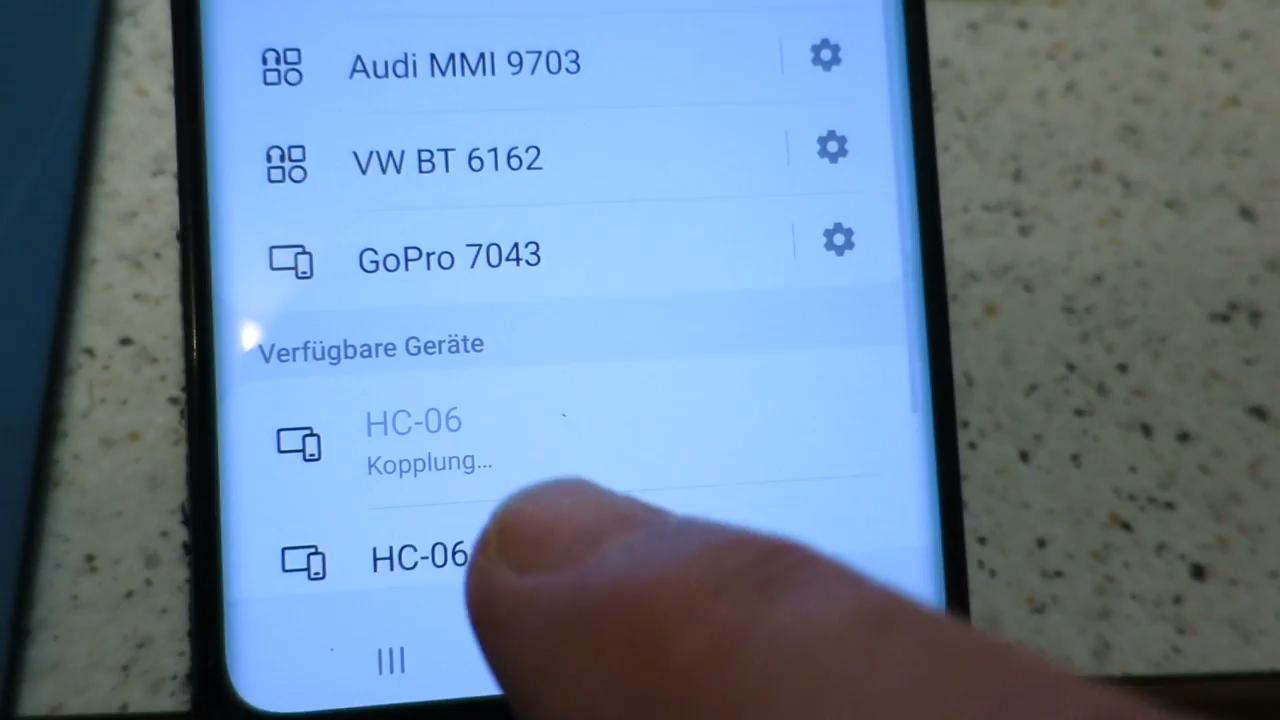 Audi MMI 9703
VW BT 6162
GoPro 7043
Verfügbare Geräte
HC-06
Kopplung...
HC-06